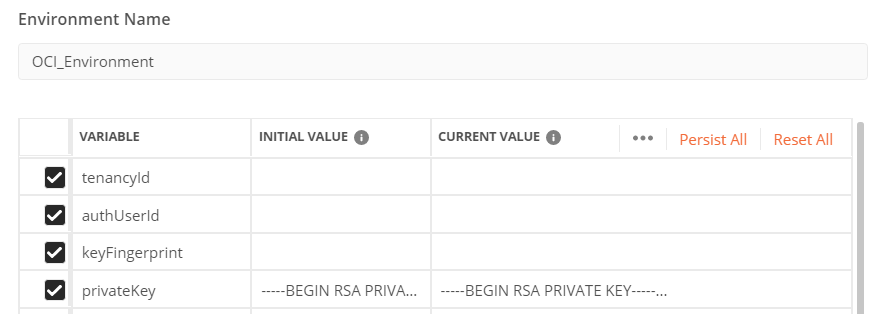 Environment Name
OCI_Environment
VARIABLE INITIAL VALUE CURRENT VALUE ••• Persist All Reset All
tenancyId
authUserId
keyFingerprint
privateKey -----BEGIN RSA PRIVA... -----BEGIN RSA PRIVATE KEY-----...